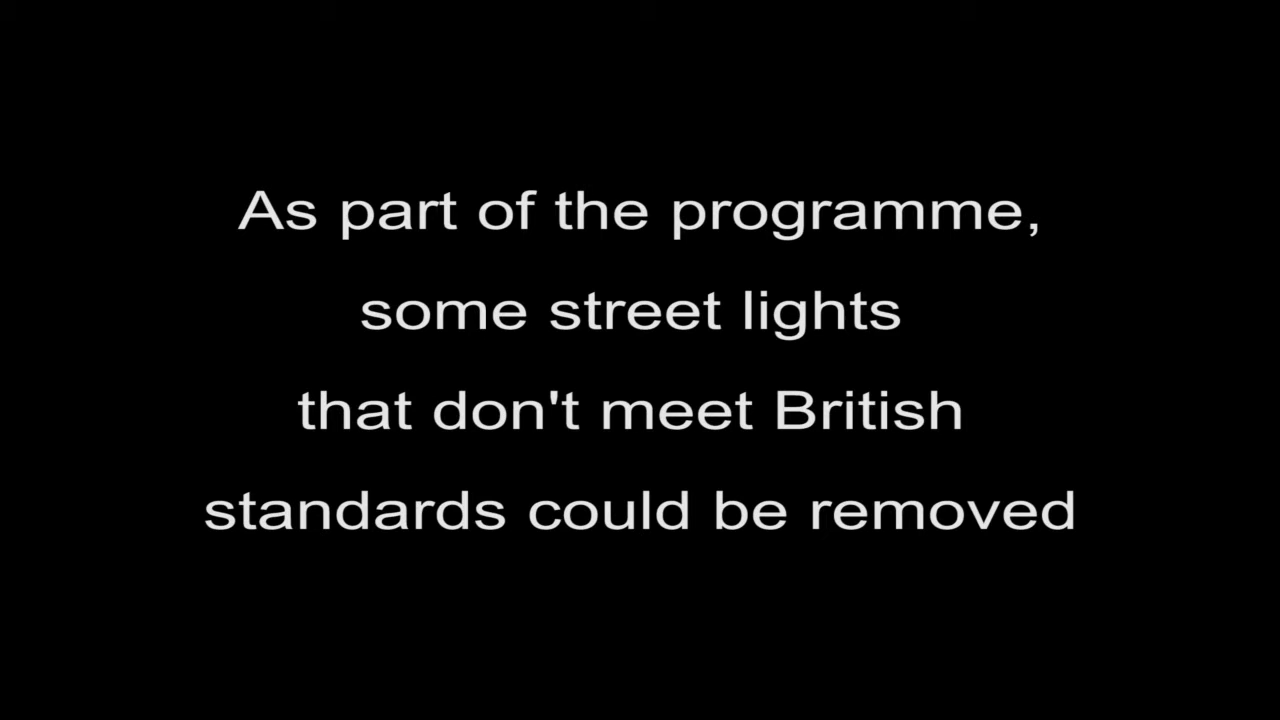 As part of the programme,
some street lights
that don't meet British
standards could be removed